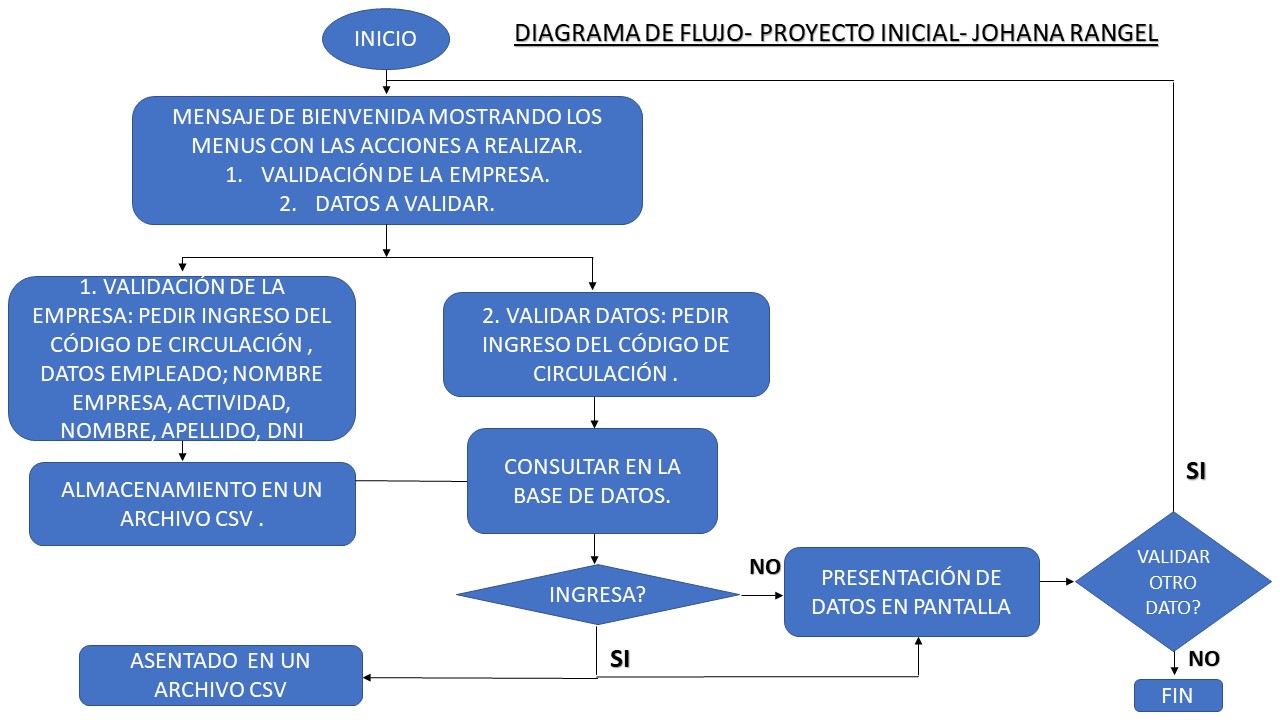 INICIO
DIAGRAMA DE FLUJO- PROYECTO INICIAL- JOHANA RANGEL
MENSAJE DE BIENVENIDA MOSTRANDO LOS
MENUS CON LAS ACCIONES A REALIZAR.
1. VALIDACIÓN DE LA EMPRESA.
2. DATOS A VALIDAR.
1. VALIDACIÓN DE LA
EMPRESA: PEDIR INGRESO DEL
CÓDIGO DE CIRCULACIÓN ,
DATOS EMPLEADO; NOMBRE
EMPRESA, ACTIVIDAD,
NOMBRE, APELLIDO, DNI
2. VALIDAR DATOS: PEDIR
INGRESO DEL CÓDIGO DE
CIRCULACIÓN .
ALMACENAMIENTO EN UN
ARCHIVO CSV .
CONSULTAR EN LA
BASE DE DATOS.
SI
INGRESA?
NO
PRESENTACIÓN DE
DATOS EN PANTALLA
VALIDAR
OTRO
DATO?
SI
ASENTADO EN UN
ARCHIVO CSV
NO
FIN